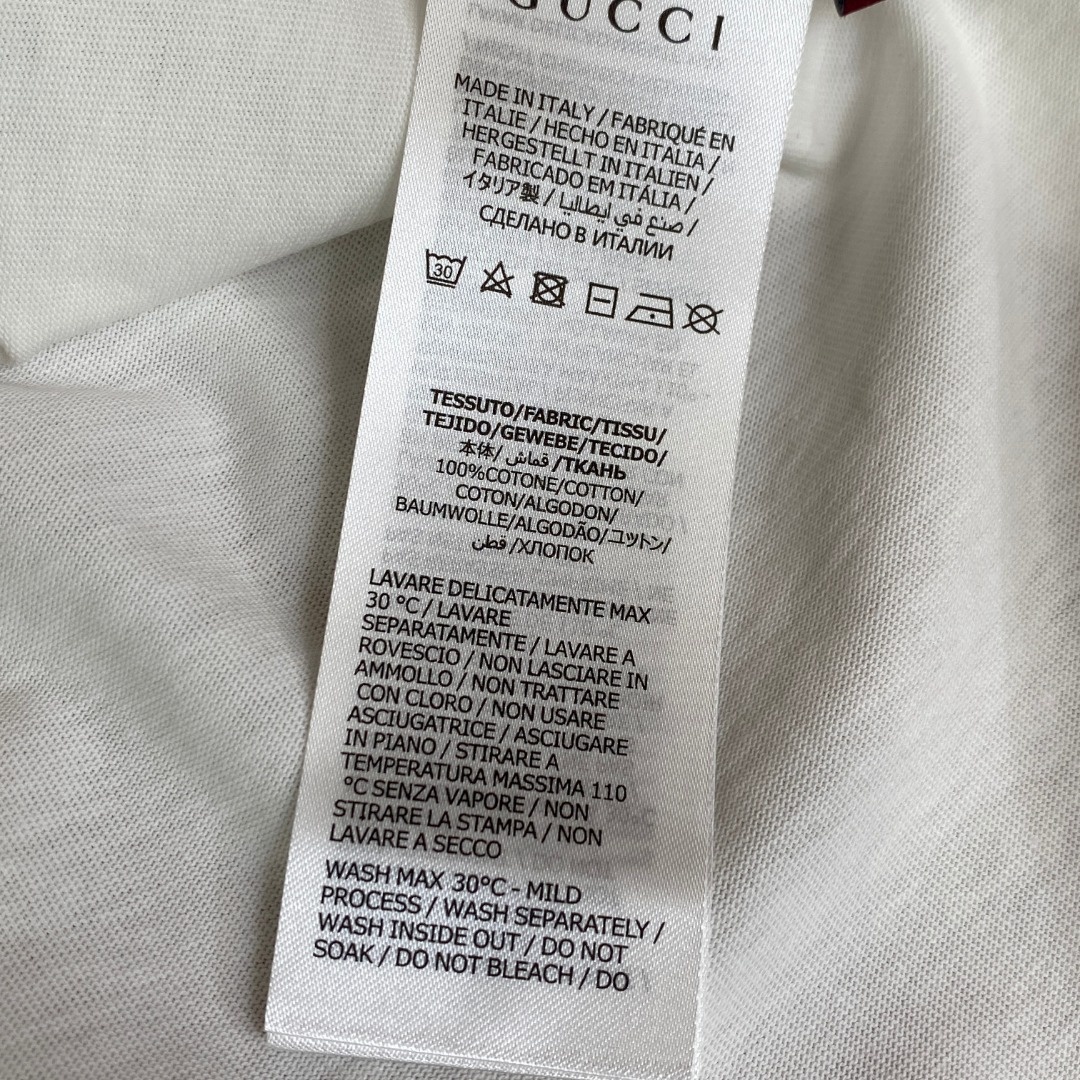 GUCCI
MADE IN ITALY / FABRIQUÉ EN
ITALIE / HECHO EN ITALIA /
HERGESTELLT IN ITALIEN /
FABRICADO EM ITÁLIA /
イタリア製 / صنع في إيطاليا /
СДЕЛАНО В ИТАЛИИ
30
TESSUTO/FABRIC/TISSU/
TEJIDO/GEWEBE/TECIDO/
本体/ قماش /ТКАНЬ
100%COTONE/COTTON/
COTON/ALGODON/
BAUMWOLLE/ALGODÃO/コットン/
قطن /ХЛОПОК
LAVARE DELICATAMENTE MAX
30 °C / LAVARE
SEPARATAMENTE / LAVARE A
ROVESCIO / NON LASCIARE IN
AMMOLLO / NON TRATTARE
CON CLORO / NON USARE
ASCIUGATRICE / ASCIUGARE
IN PIANO / STIRARE A
TEMPERATURA MASSIMA 110
°C SENZA VAPORE / NON
STIRARE LA STAMPA / NON
LAVARE A SECCO
WASH MAX 30°C - MILD
PROCESS / WASH SEPARATELY /
WASH INSIDE OUT / DO NOT
SOAK / DO NOT BLEACH / DO